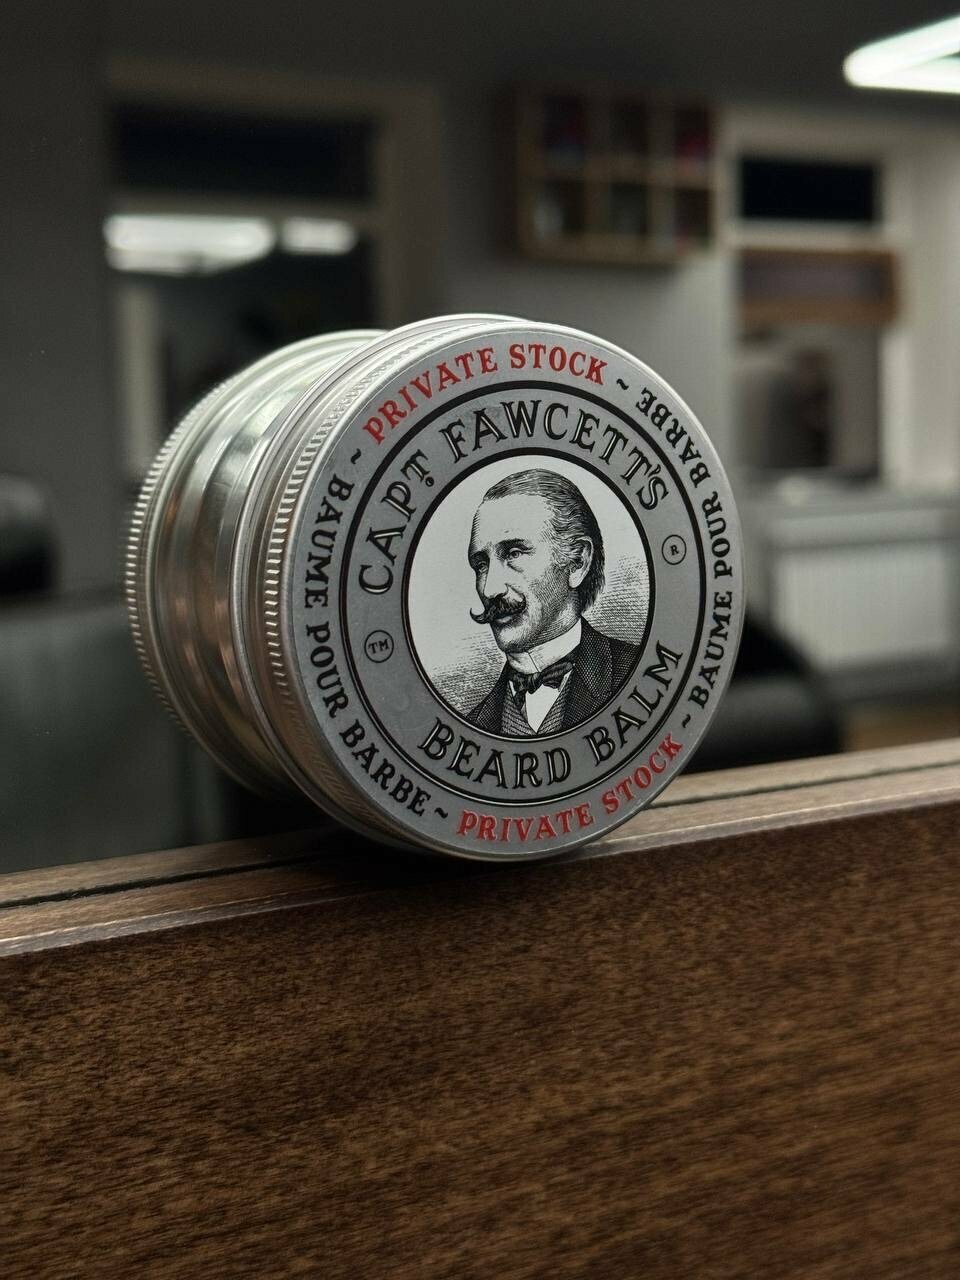 PRIVATE STOCK ~ BAUME POUR BARBE ~ PRIVATE STOCK ~ BAUME POUR BARBE ~
CAPT FAWCETT'S
®
TM
BEARD BALM